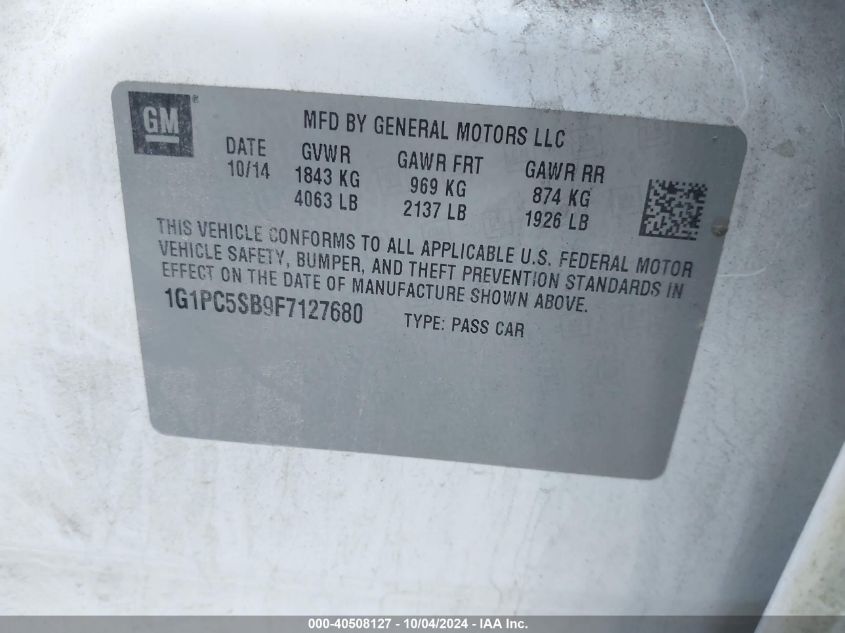 GM®
MFD BY GENERAL MOTORS LLC
DATE GVWR GAWR FRT GAWR RR
10/14 1843 KG 969 KG 874 KG
4063 LB 2137 LB 1926 LB
THIS VEHICLE CONFORMS TO ALL APPLICABLE U.S. FEDERAL MOTOR
VEHICLE SAFETY, BUMPER, AND THEFT PREVENTION STANDARDS IN
EFFECT ON THE DATE OF MANUFACTURE SHOWN ABOVE.
1G1PC5SB9F7127680 TYPE: PASS CAR
000-40508127 - 10/04/2024 - IAA Inc.